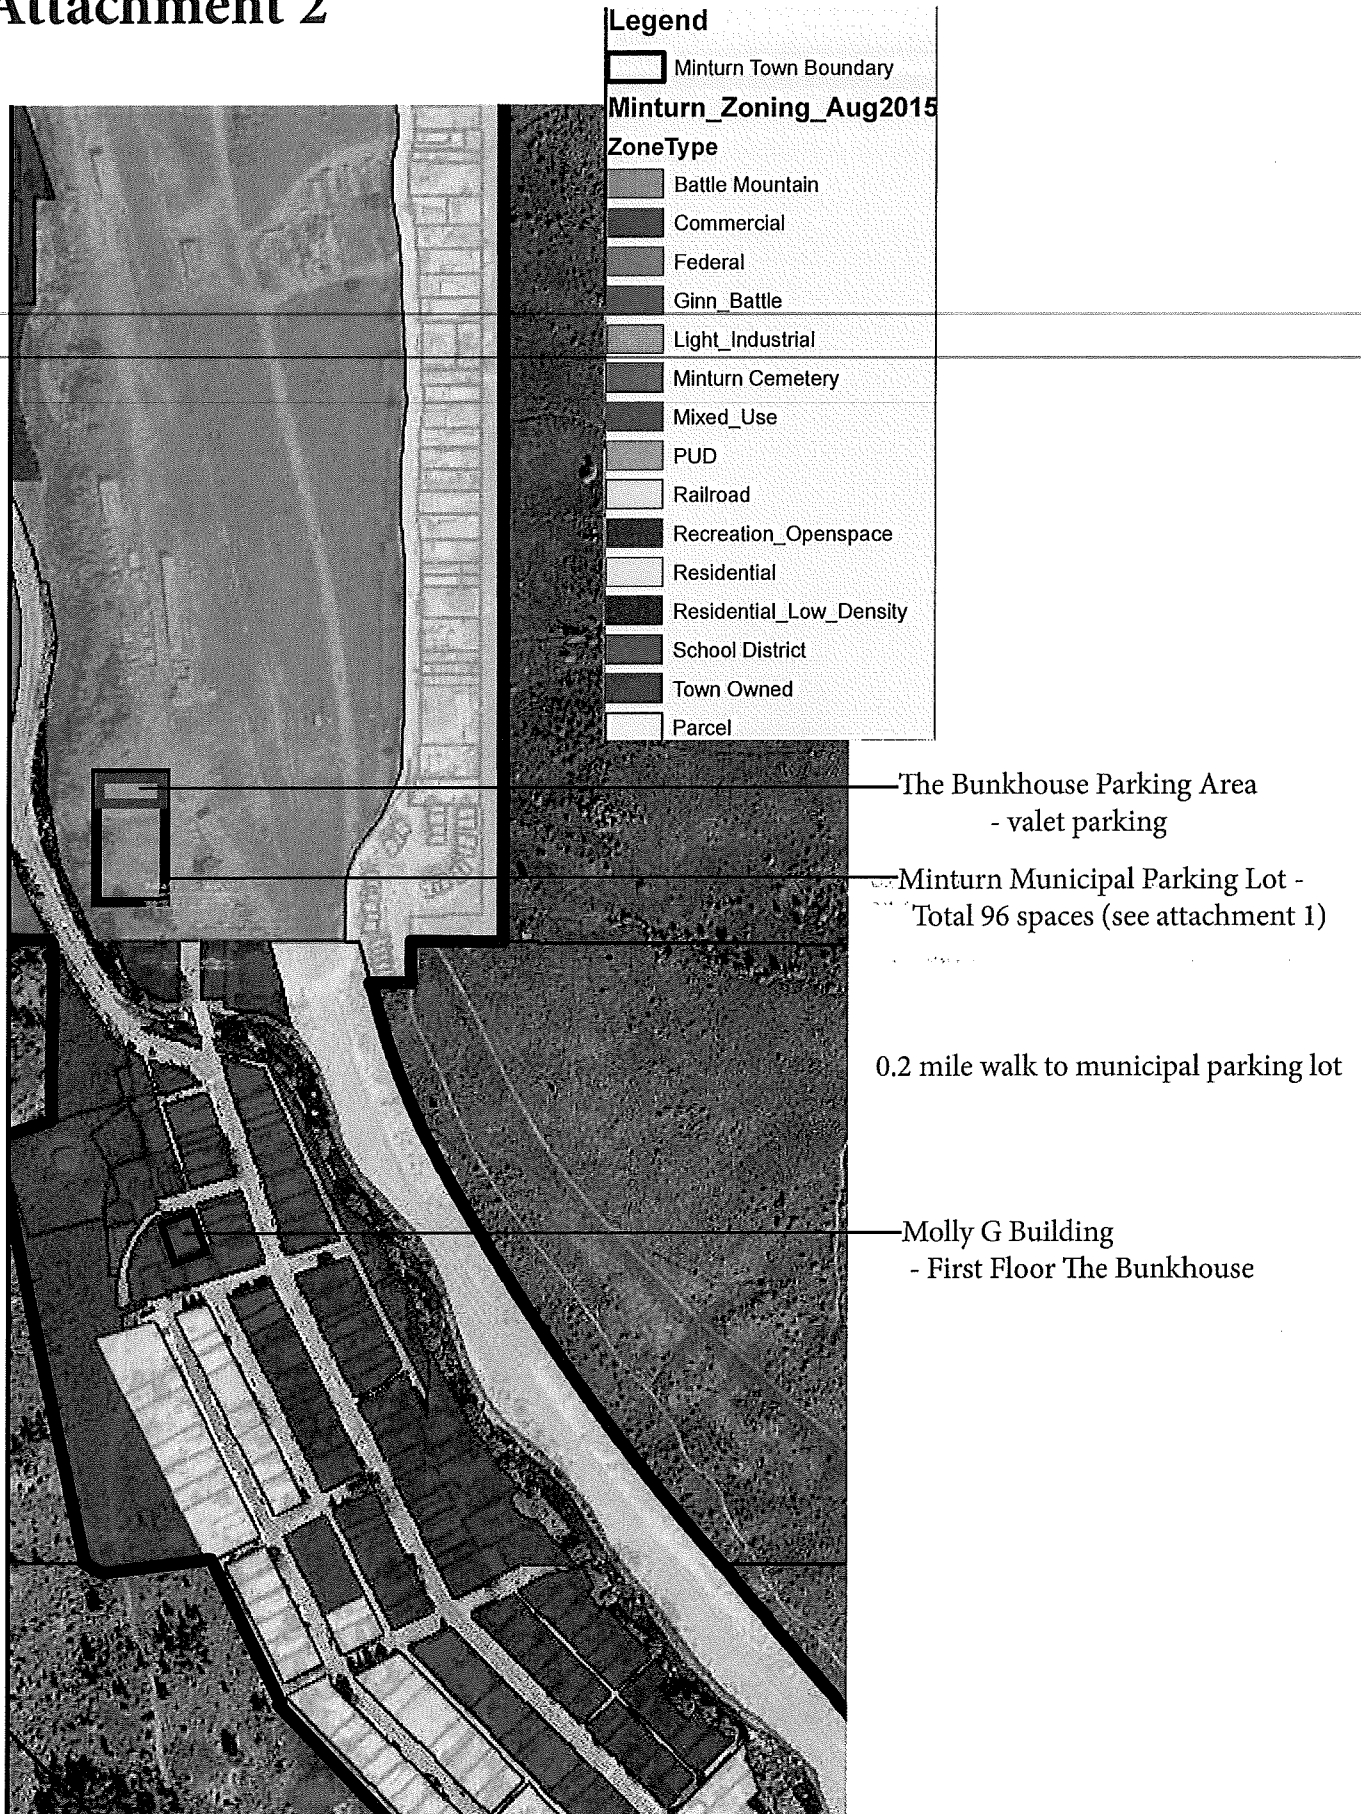 Attachment 2
Legend
Minturn Town Boundary
Minturn_Zoning_Aug2015
ZoneType
Battle Mountain
Commercial
Federal
Ginn_Battle
Light_Industrial
Minturn Cemetery
Mixed_Use
PUD
Railroad
Recreation_Openspace
Residential
Residential_Low_Density
School District
Town Owned
Parcel
The Bunkhouse Parking Area
- valet parking
Minturn Municipal Parking Lot -
Total 96 spaces (see attachment 1)
0.2 mile walk to municipal parking lot
Molly G Building
- First Floor The Bunkhouse